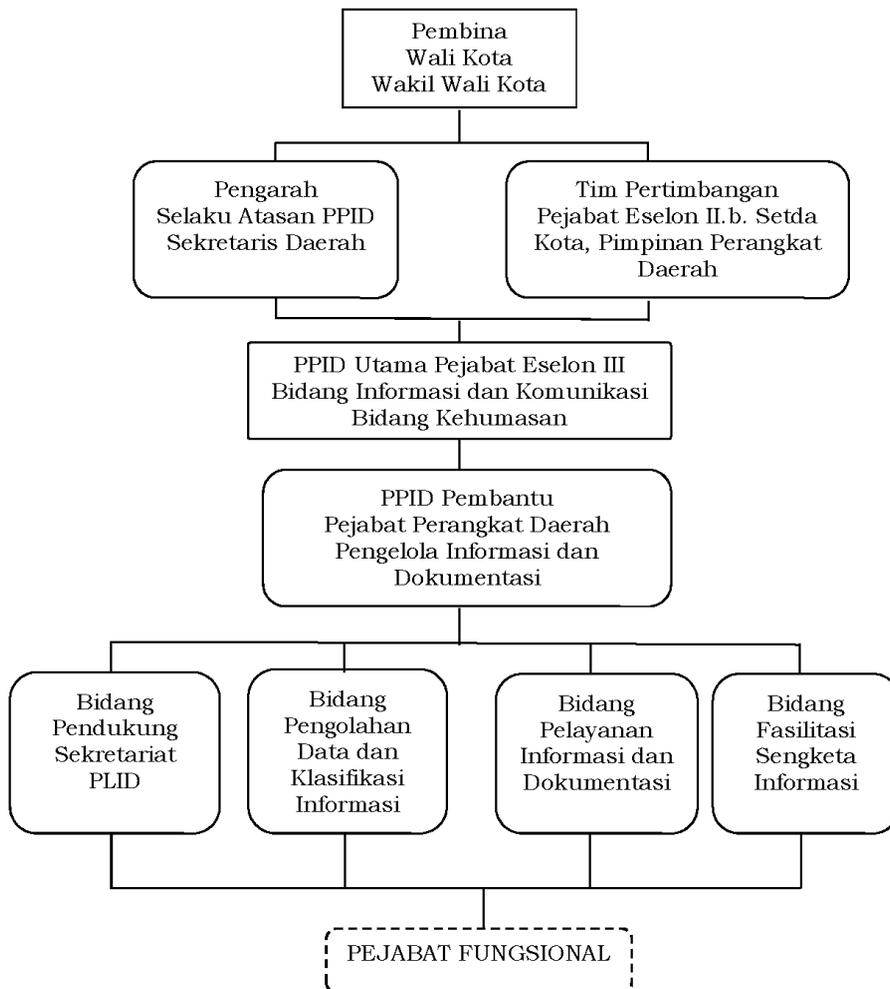 Pembina
Wali Kota
Wakil Wali Kota
Pengarah
Selaku Atasan PPID
Sekretaris Daerah
Tim Pertimbangan
Pejabat Eselon II.b. Setda
Kota, Pimpinan Perangkat
Daerah
PPID Utama Pejabat Eselon III
Bidang Informasi dan Komunikasi
Bidang Kehumasan
PPID Pembantu
Pejabat Perangkat Daerah
Pengelola Informasi dan
Dokumentasi
Bidang
Pendukung
Sekretariat
PLID
Bidang
Pengolahan
Data dan
Klasifikasi
Informasi
Bidang
Pelayanan
Informasi dan
Dokumentasi
Bidang
Fasilitasi
Sengketa
Informasi
PEJABAT FUNGSIONAL